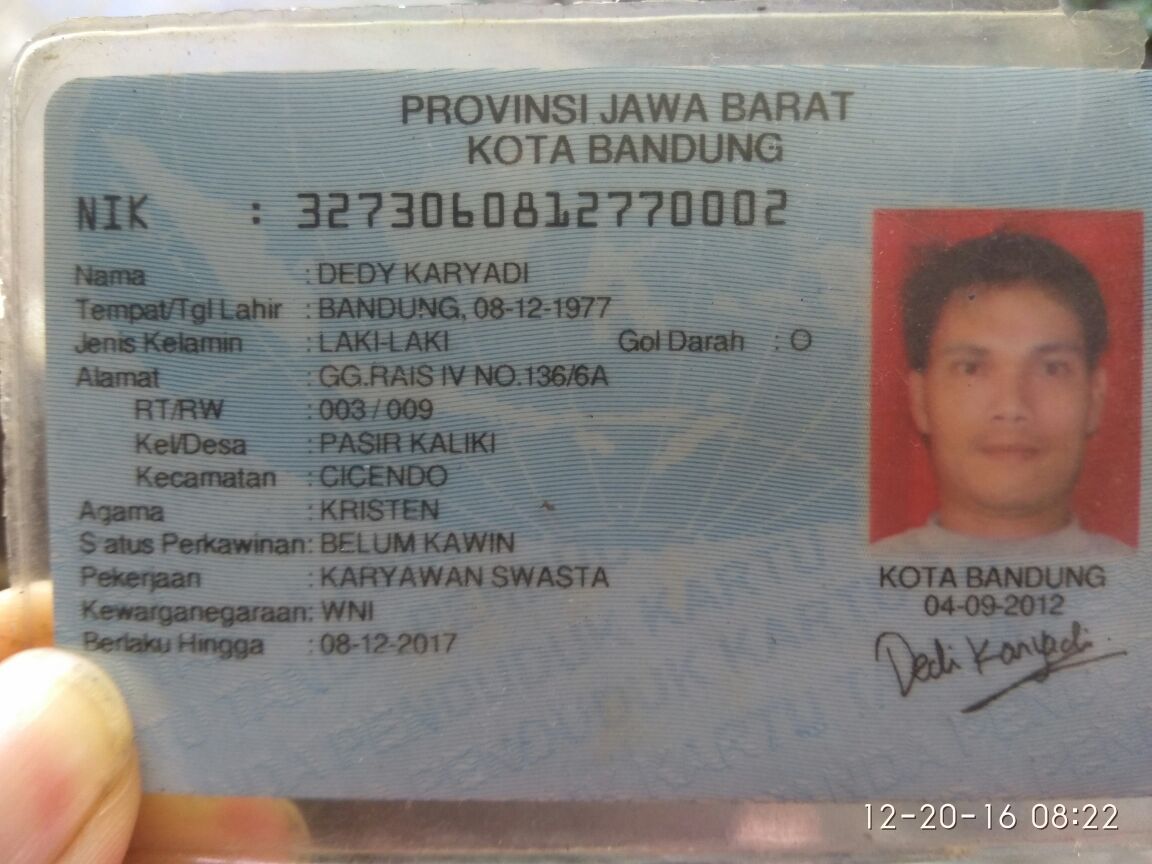 PROVINSI JAWA BARAT
KOTA BANDUNG
NIK : 3273060812770002
Nama : DEDY KARYADI
Tempat/Tgl Lahir : BANDUNG, 08-12-1977
Jenis Kelamin : LAKI-LAKI Gol Darah : O
Alamat : GG.RAIS IV NO.136/6A
RT/RW : 003 / 009
Kel/Desa : PASIR KALIKI
Kecamatan : CICENDO
Agama : KRISTEN
S atus Perkawinan: BELUM KAWIN
Pekerjaan : KARYAWAN SWASTA
Kewarganegaraan: WNI
Berlaku Hingga : 08-12-2017
KOTA BANDUNG
04-09-2012
Dedi Karyadi
12-20-16 08:22